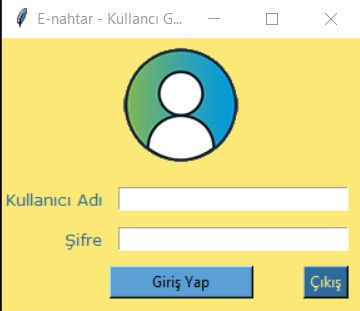 E-nahtar - Kullancı G...
Kullanıcı Adı
Şifre
Giriş Yap
Çıkış